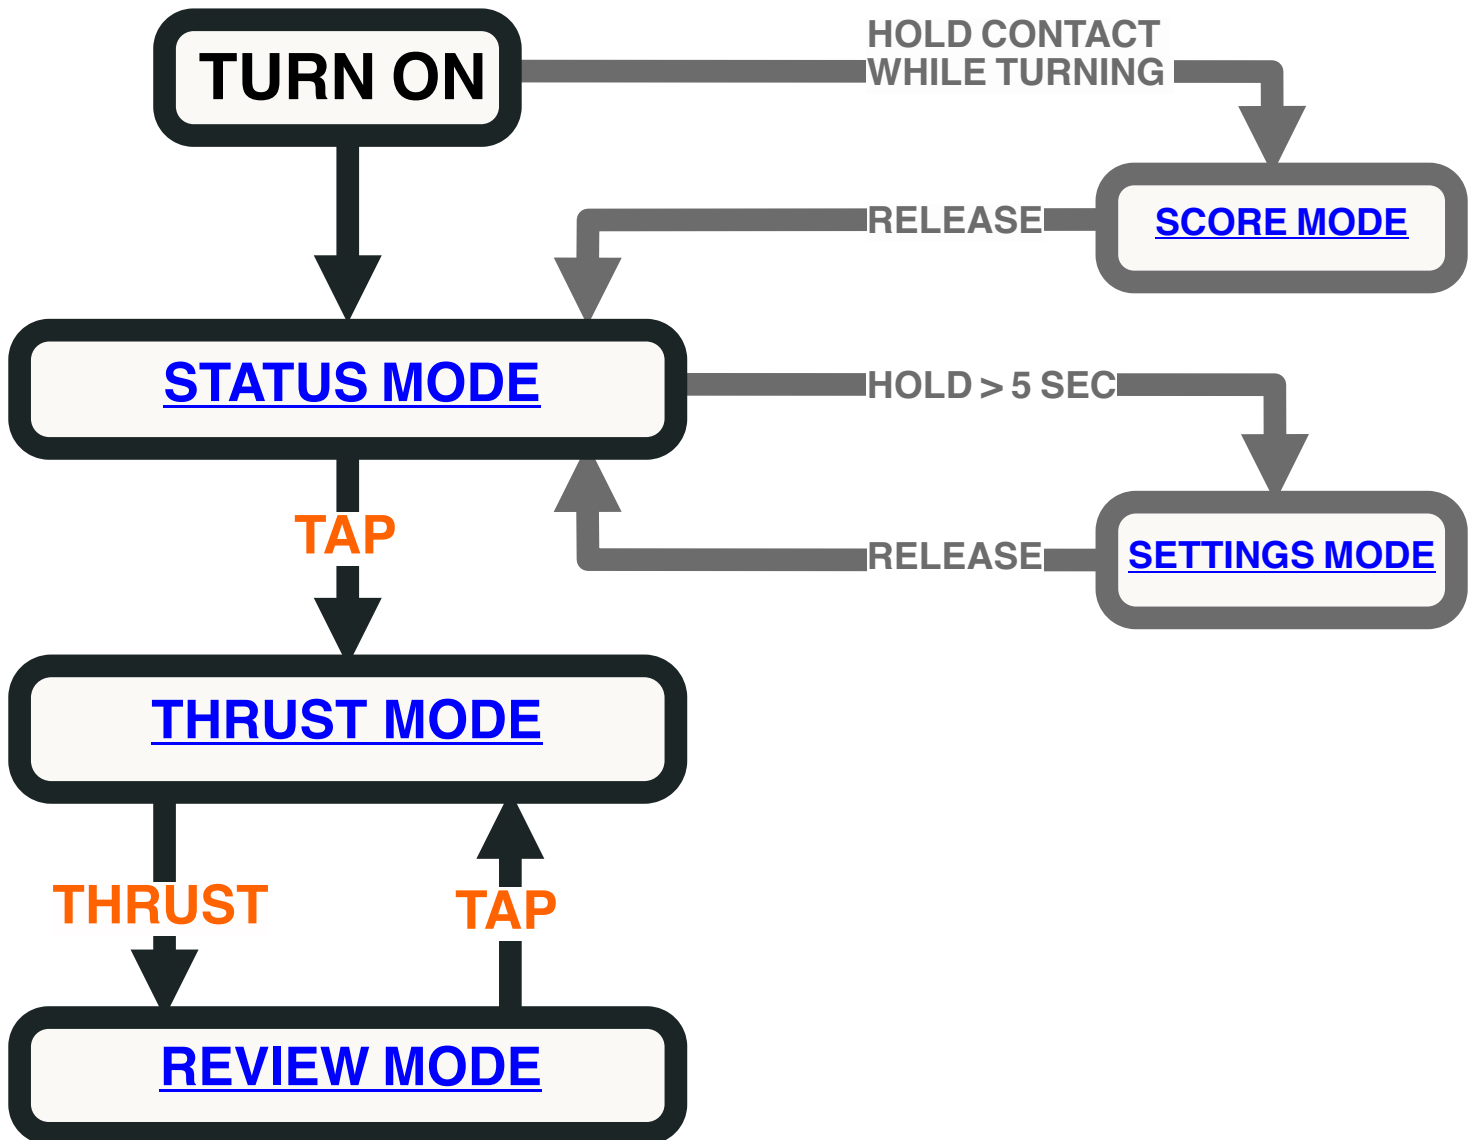 TURN ON
HOLD CONTACT
WHILE TURNING
RELEASE
SCORE MODE
STATUS MODE
HOLD > 5 SEC
TAP
RELEASE
SETTINGS MODE
THRUST MODE
THRUST
TAP
REVIEW MODE